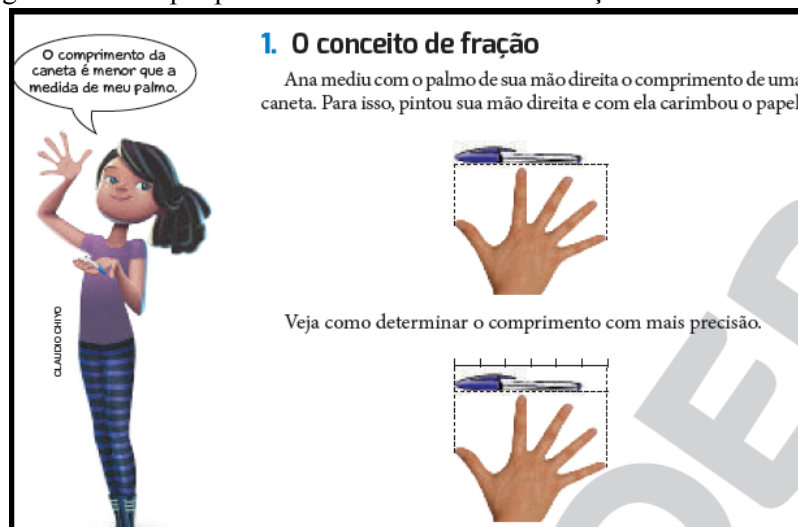 O comprimento da
caneta é menor que a
medida de meu palmo.
1. O conceito de fração
Ana mediu com o palmo de sua mão direita o comprimento de uma
caneta. Para isso, pintou sua mão direita e com ela carimbou o papel
CLAUDIO CHIYO
Veja como determinar o comprimento com mais precisão.